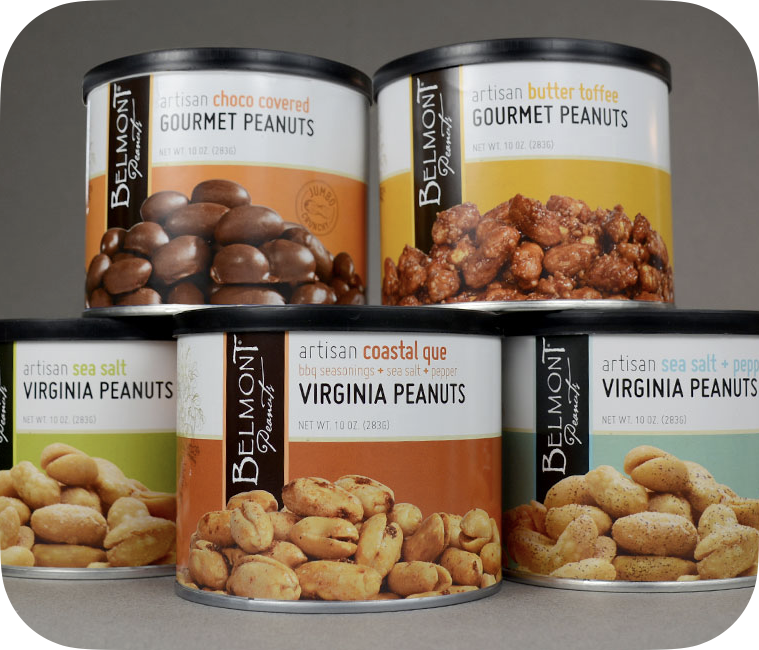 BELMONT®
Peanuts
artisan choco covered
GOURMET PEANUTS
NET WT. 10 OZ. (283G)
JUMBO
CRUNCHY
BELMONT®
Peanuts
artisan butter toffee
GOURMET PEANUTS
NET WT. 10 OZ. (283G)
artisan sea salt
VIRGINIA PEANUTS
NET WT. 10 OZ. (283G)
BELMONT®
Peanuts
artisan coastal que
bbq seasonings + sea salt + pepper
VIRGINIA PEANUTS
NET WT. 10 OZ. (283G)
BELMONT®
Peanuts
artisan sea salt + pepp
VIRGINIA PEANUTS
NET WT. 10 OZ. (283G)